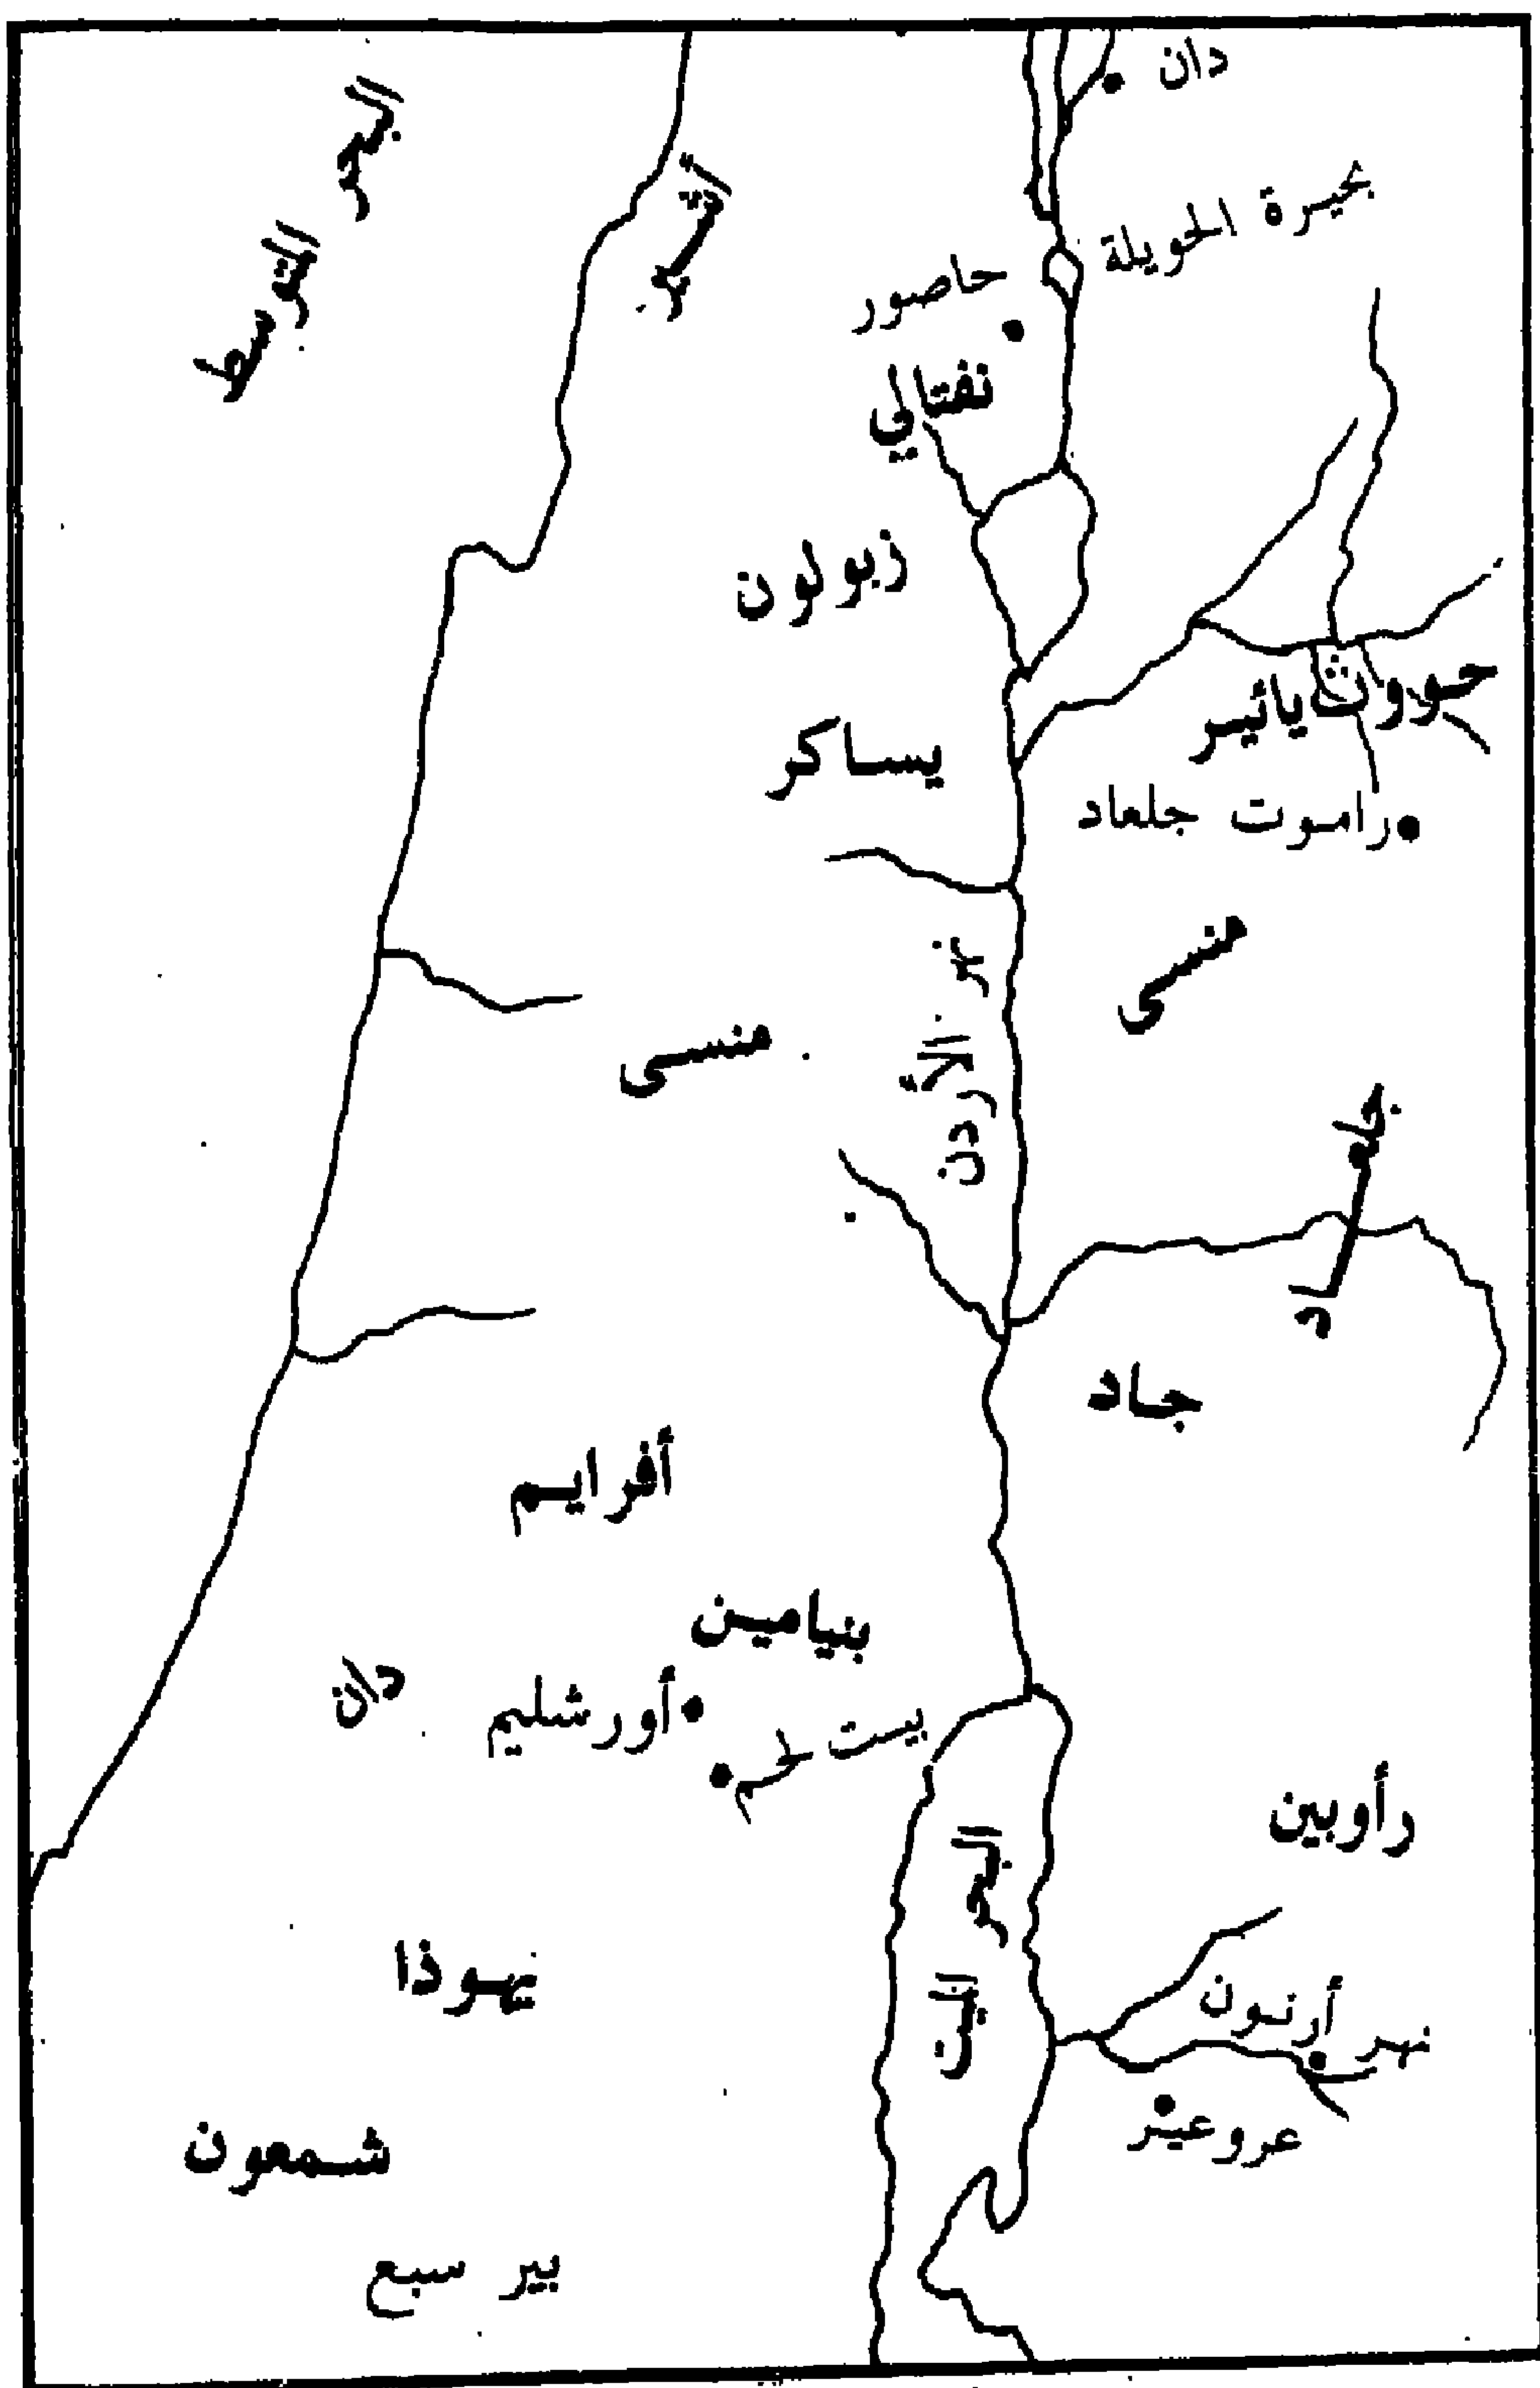 دان
البحر المتوسط
أشير
بحيرة الحويلة
حاصور
نفتالي
زبولون
حووث يائير
يساكر
راموت جلعاد
منسى
نهر الأردن
منسى
جلعاد
جاد
أفرايم
بنيامين
دان
أورشليم
بيت لحم
رأوبين
البحر الميت
يهوذا
نهر أرنون
عروعير
شمعون
بير سبع